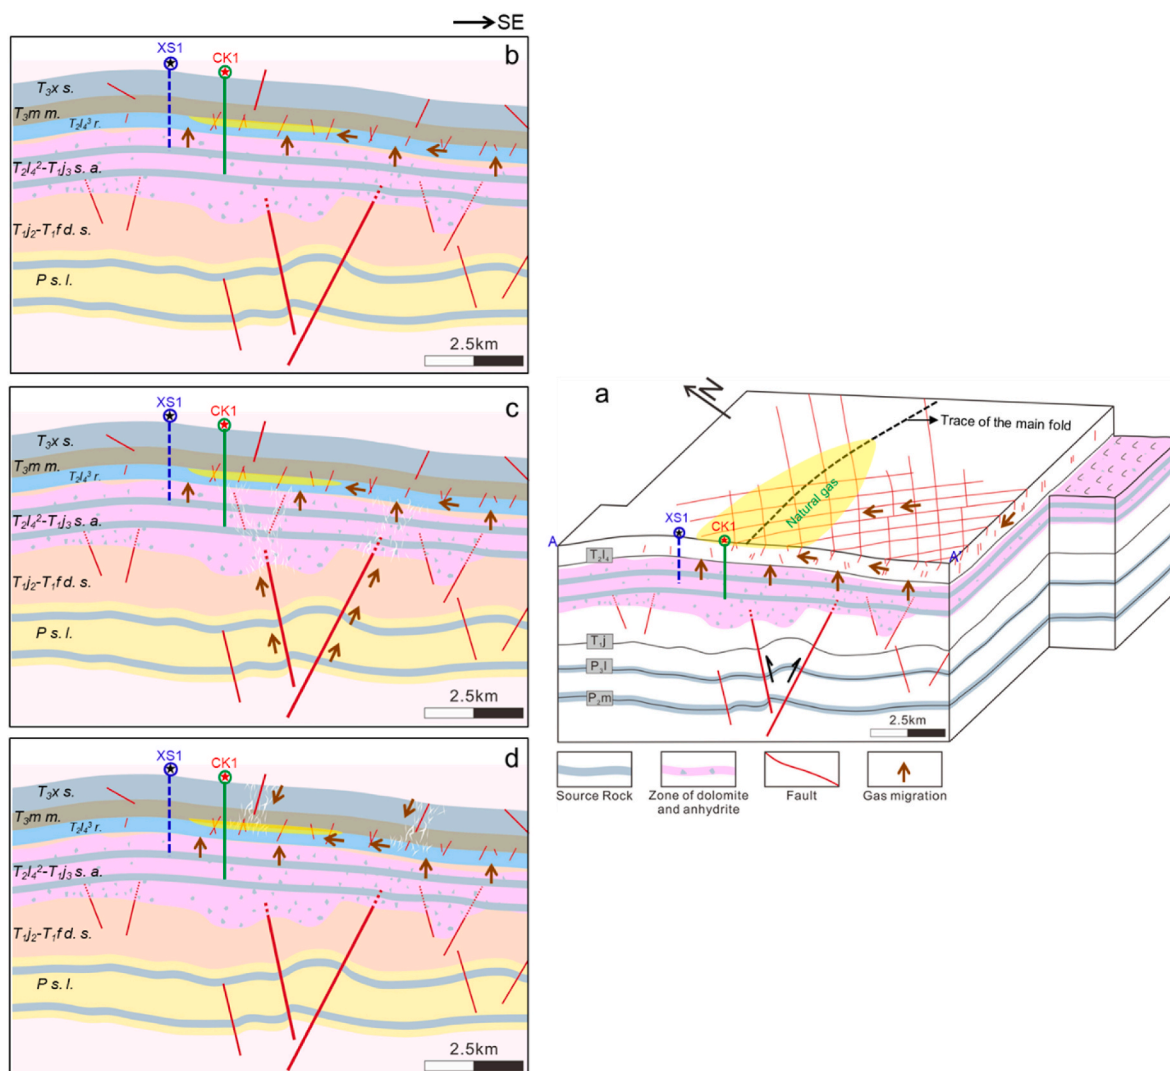 SE
b
XS1
CK1
T₃x s.
T₃m m.
T₂l₄³ r.
T₂l₄²-T₁j₃ s. a.
T₁j₂-T₁f d. s.
P s. l.
2.5km
c
XS1
CK1
T₃x s.
T₃m m.
T₂l₄³ r.
T₂l₄²-T₁j₃ s. a.
T₁j₂-T₁f d. s.
P s. l.
2.5km
d
XS1
CK1
T₃x s.
T₃m m.
T₂l₄³ r.
T₂l₄²-T₁j₃ s. a.
T₁j₂-T₁f d. s.
P s. l.
2.5km
a
N
Trace of the main fold
Natural gas
XS1
CK1
A
A'
T₁j
P₂m
2.5km
Source Rock
Zone of dolomite
and anhydrite
Fault
Gas migration